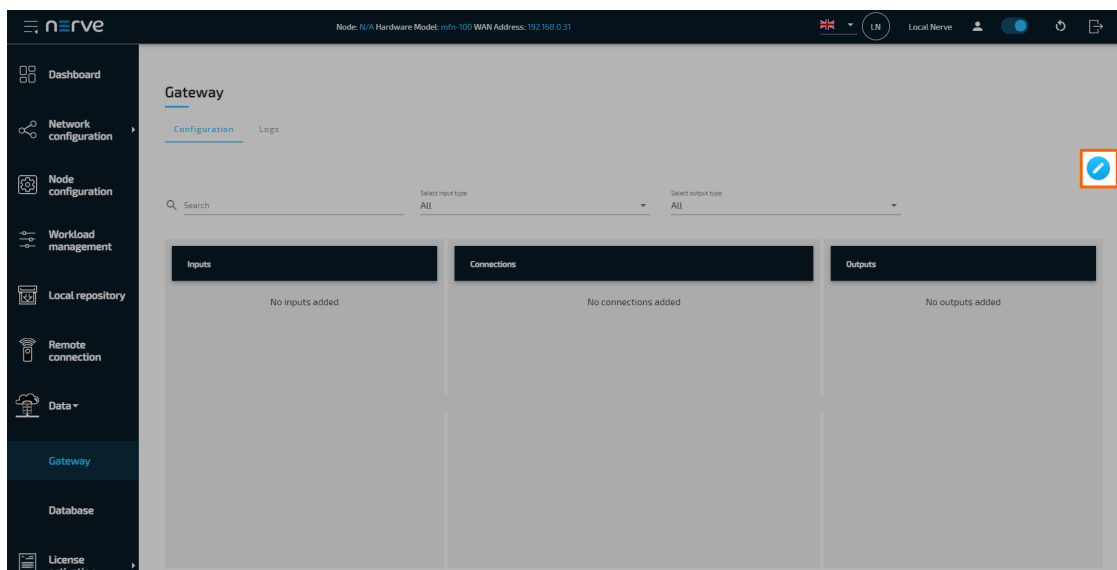 nerve
Node: N/A Hardware Model: mfn-100 WAN Address: 192.168.0.31
LN
Local Nerve
Dashboard
Network
configuration
Node
configuration
Workload
management
Local repository
Remote
connection
Data
Gateway
Database
License
Gateway
Configuration Logs
Search
Select input type
All
Select output type
All
Inputs Connections Outputs
No inputs added No connections added No outputs added